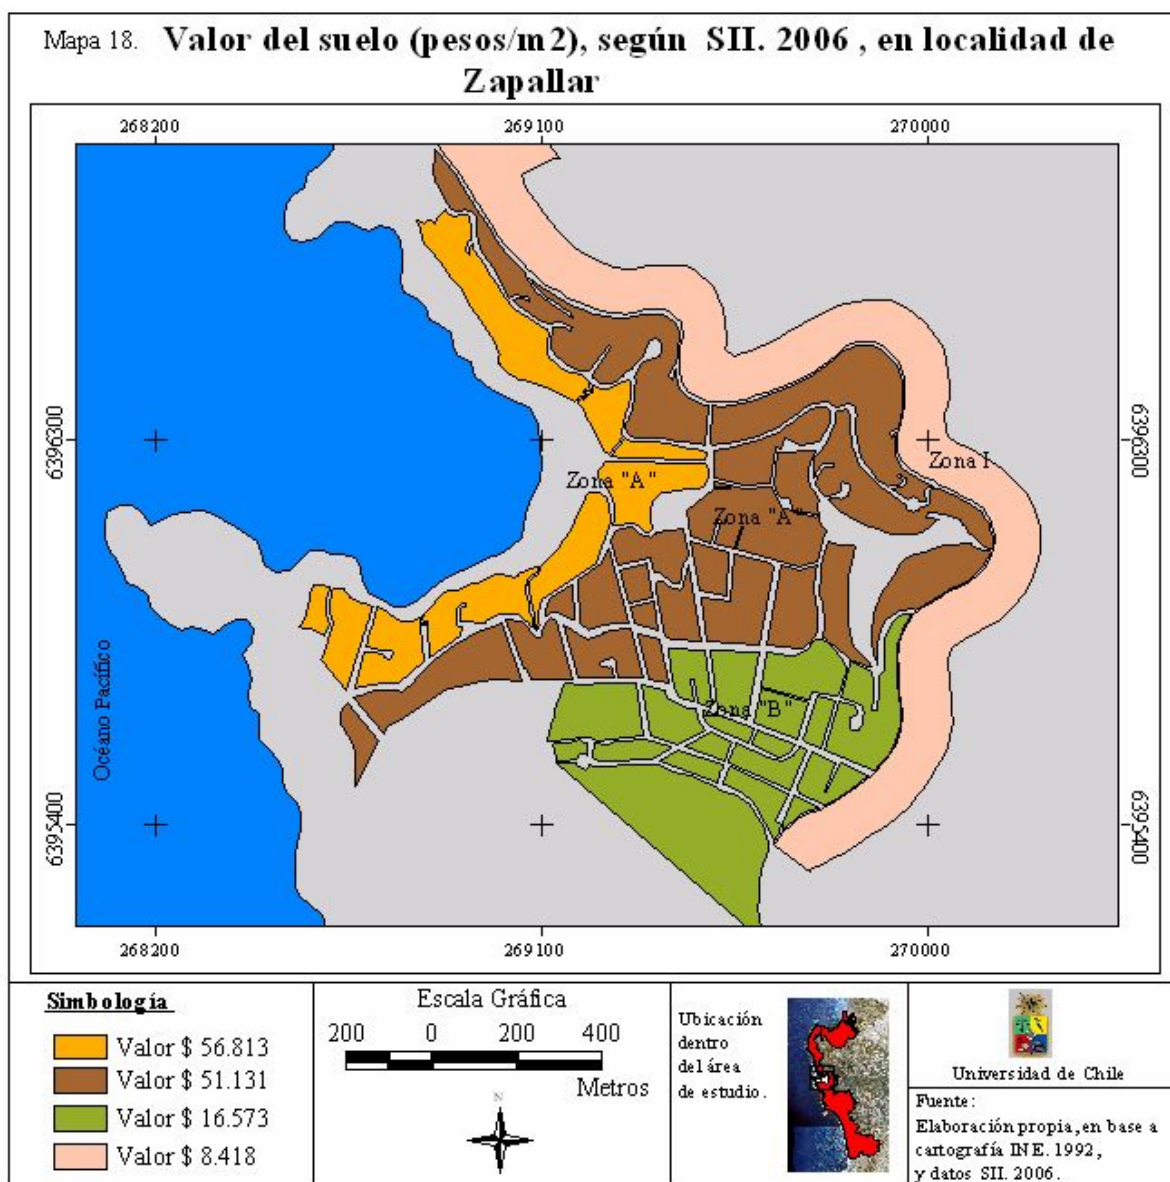 Mapa 18. Valor del suelo (pesos/m2), según SII. 2006 , en localidad de
Zapallar
268200 269100 270000
6396300 6396300
Zona I
Zona "A"
Zona "A"
Océano Pacífico
Zona "B"
6395400 6395400
268200 269100 270000
Simbología
Valor $ 56.813
Valor $ 51.131
Valor $ 16.573
Valor $ 8.418
Escala Gráfica
200 0 200 400
Metros
N
Ubicación
dentro
del área
de estudio.
Universidad de Chile
Fuente:
Elaboración propia, en base a
cartografía INE. 1992,
y datos SII. 2006.